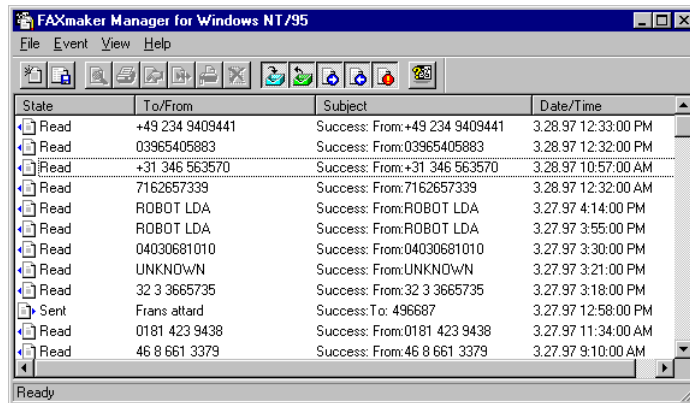 FAXmaker Manager for Windows NT/95
File Event View Help
State To/From Subject Date/Time
Read +49 234 9409441 Success: From:+49 234 9409441 3.28.97 12:33:00 PM
Read 03965405883 Success: From:03965405883 3.28.97 12:32:00 PM
Read +31 346 563570 Success: From:+31 346 563570 3.28.97 10:57:00 AM
Read 7162657339 Success: From:7162657339 3.28.97 12:32:00 AM
Read ROBOT LDA Success: From:ROBOT LDA 3.27.97 4:14:00 PM
Read ROBOT LDA Success: From:ROBOT LDA 3.27.97 3:55:00 PM
Read 04030681010 Success: From:04030681010 3.27.97 3:30:00 PM
Read UNKNOWN Success: From:UNKNOWN 3.27.97 3:21:00 PM
Read 32 3 3665735 Success: From:32 3 3665735 3.27.97 3:18:00 PM
Sent Frans attard Success:To: 496687 3.27.97 12:58:00 PM
Read 0181 423 9438 Success: From:0181 423 9438 3.27.97 11:34:00 AM
Read 46 8 661 3379 Success: From:46 8 661 3379 3.27.97 9:10:00 AM
Ready